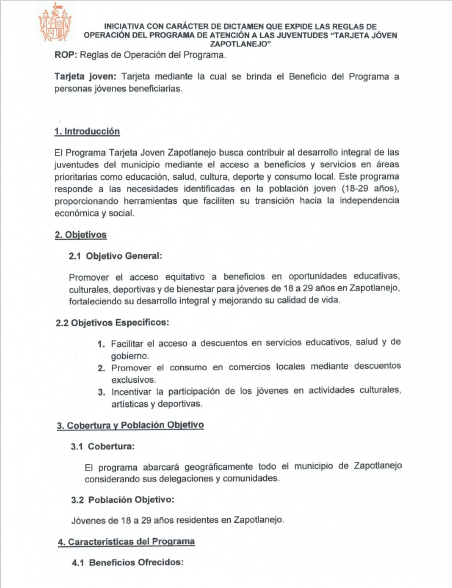 INICIATIVA CON CARÁCTER DE DICTAMEN QUE EXPIDE LAS REGLAS DE
OPERACIÓN DEL PROGRAMA DE ATENCIÓN A LAS JUVENTUDES "TARJETA JÓVEN
ZAPOTLANEJO"
ROP: Reglas de Operación del Programa.
Tarjeta joven: Tarjeta mediante la cual se brinda el Beneficio del Programa a
personas jóvenes beneficiarias.
1. Introducción
El Programa Tarjeta Joven Zapotlanejo busca contribuir al desarrollo integral de las
juventudes del municipio mediante el acceso a beneficios y servicios en áreas
prioritarias como educación, salud, cultura, deporte y consumo local. Este programa
responde a las necesidades identificadas en la población joven (18-29 años),
proporcionando herramientas que faciliten su transición hacia la independencia
económica y social.
2. Objetivos
2.1 Objetivo General:
Promover el acceso equitativo a beneficios en oportunidades educativas,
culturales, deportivas y de bienestar para jóvenes de 18 a 29 años en Zapotlanejo,
fortaleciendo su desarrollo integral y mejorando su calidad de vida.
2.2 Objetivos Específicos:
1. Facilitar el acceso a descuentos en servicios educativos, salud y de
gobierno.
2. Promover el consumo en comercios locales mediante descuentos
exclusivos.
3. Incentivar la participación de los jóvenes en actividades culturales,
artísticas y deportivas.
3. Cobertura y Población Objetivo
3.1 Cobertura:
El programa abarcará geográficamente todo el municipio de Zapotlanejo
considerando sus delegaciones y comunidades.
3.2 Población Objetivo:
Jóvenes de 18 a 29 años residentes en Zapotlanejo.
4. Características del Programa
4.1 Beneficios Ofrecidos: